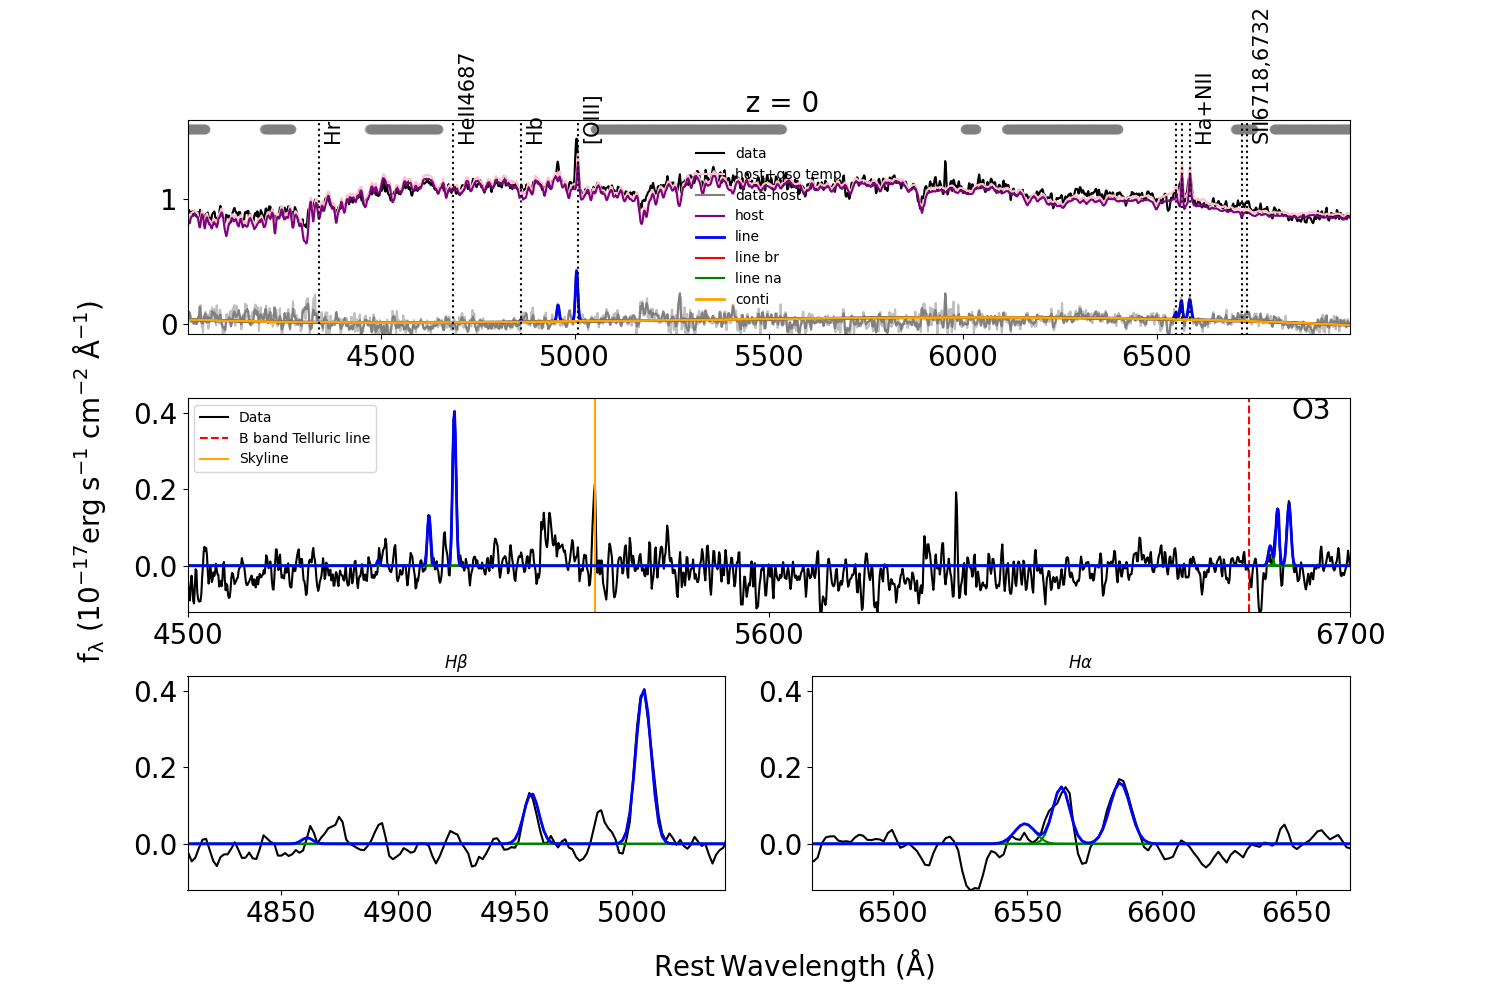 z = 0
Hr
HeII4687
Hb
[OIII]
Ha+NII
SII6718,6732
data
host+qso temp
data-host
host
line
line br
line na
conti
1
0
4500
5000
5500
6000
6500
fλ (10⁻¹⁷erg s⁻¹ cm⁻² Å⁻¹)
O3
Data
B band Telluric line
Skyline
0.4
0.2
0.0
4500
5600
6700
Hβ
0.4
0.2
0.0
4850
4900
4950
5000
Hα
0.4
0.2
0.0
6500
6550
6600
6650
Rest Wavelength (Å)